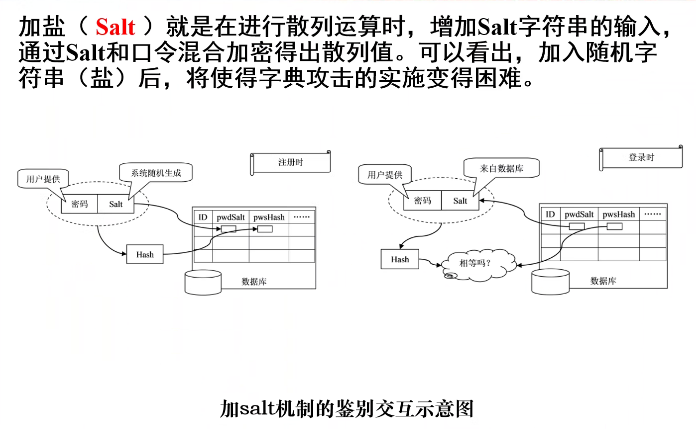 加盐（ Salt ）就是在进行散列运算时，增加Salt字符串的输入，
通过Salt和口令混合加密得出散列值。可以看出，加入随机字
符串（盐）后，将使得字典攻击的实施变得困难。
注册时
用户提供
系统随机生成
密码 Salt
ID pwdSalt pwsHash ……
Hash
数据库
登录时
用户提供
来自数据库
密码 Salt
ID pwdSalt pwsHash ……
Hash
相等吗？
数据库
加salt机制的鉴别交互示意图